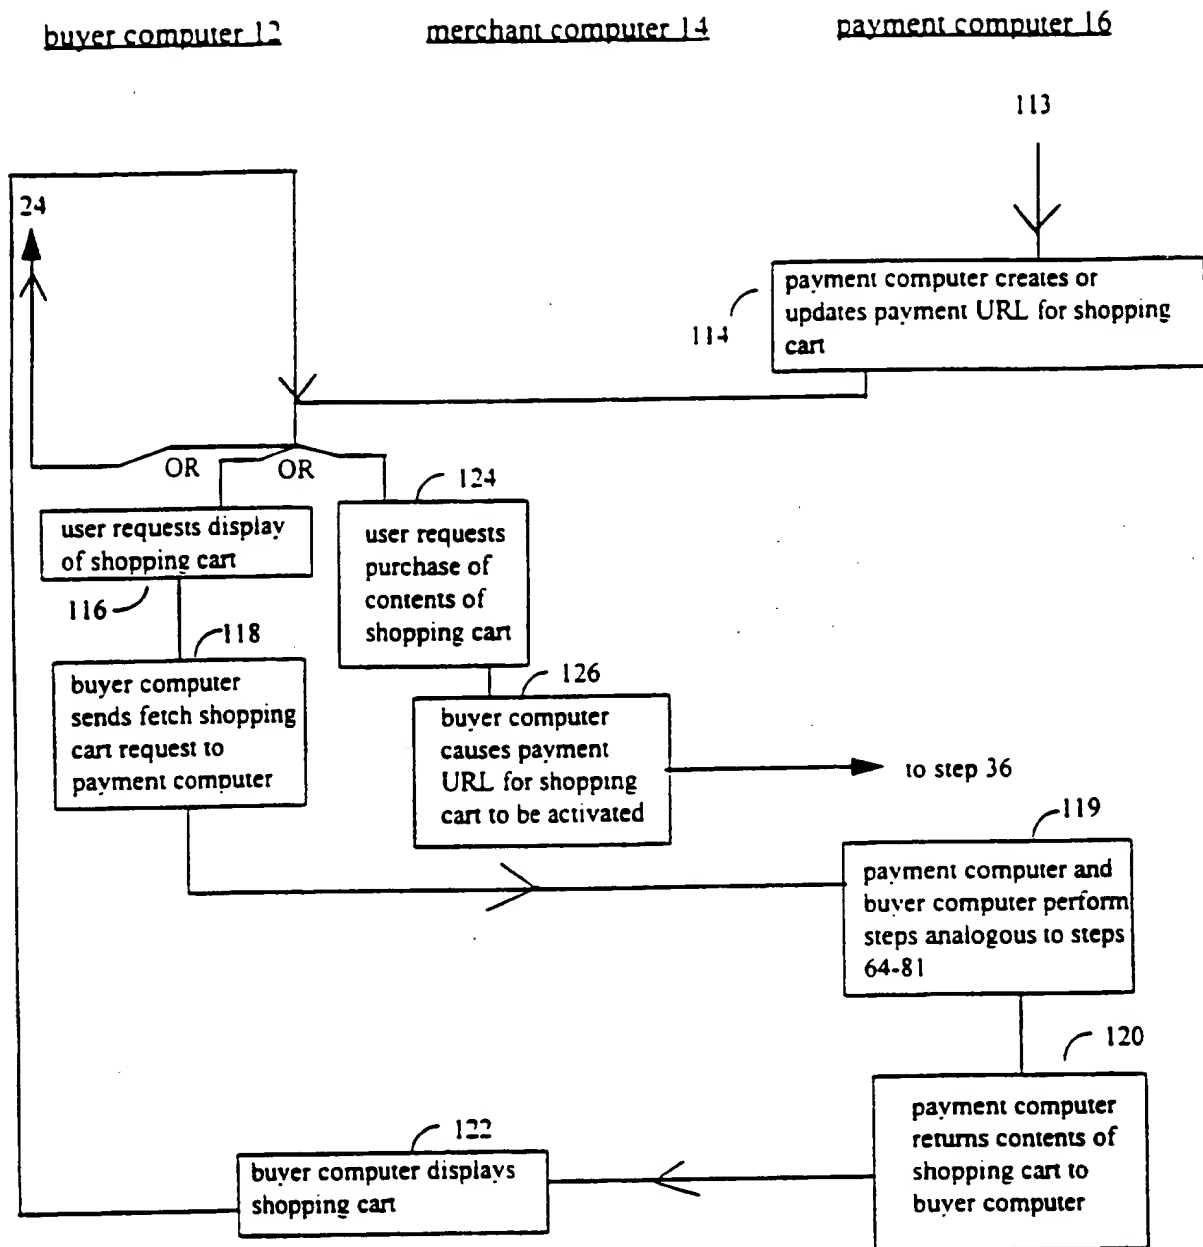 buyer computer 12
merchant computer 14
payment computer 16
113
24
payment computer creates or
updates payment URL for shopping
cart
114
OR
OR
124
user requests display
of shopping cart
116
user requests
purchase of
contents of
shopping cart
118
buyer computer
sends fetch shopping
cart request to
payment computer
126
buyer computer
causes payment
URL for shopping
cart to be activated
to step 36
119
payment computer and
buyer computer perform
steps analogous to steps
64-81
120
payment computer
returns contents of
shopping cart to
buyer computer
122
buyer computer displays
shopping cart